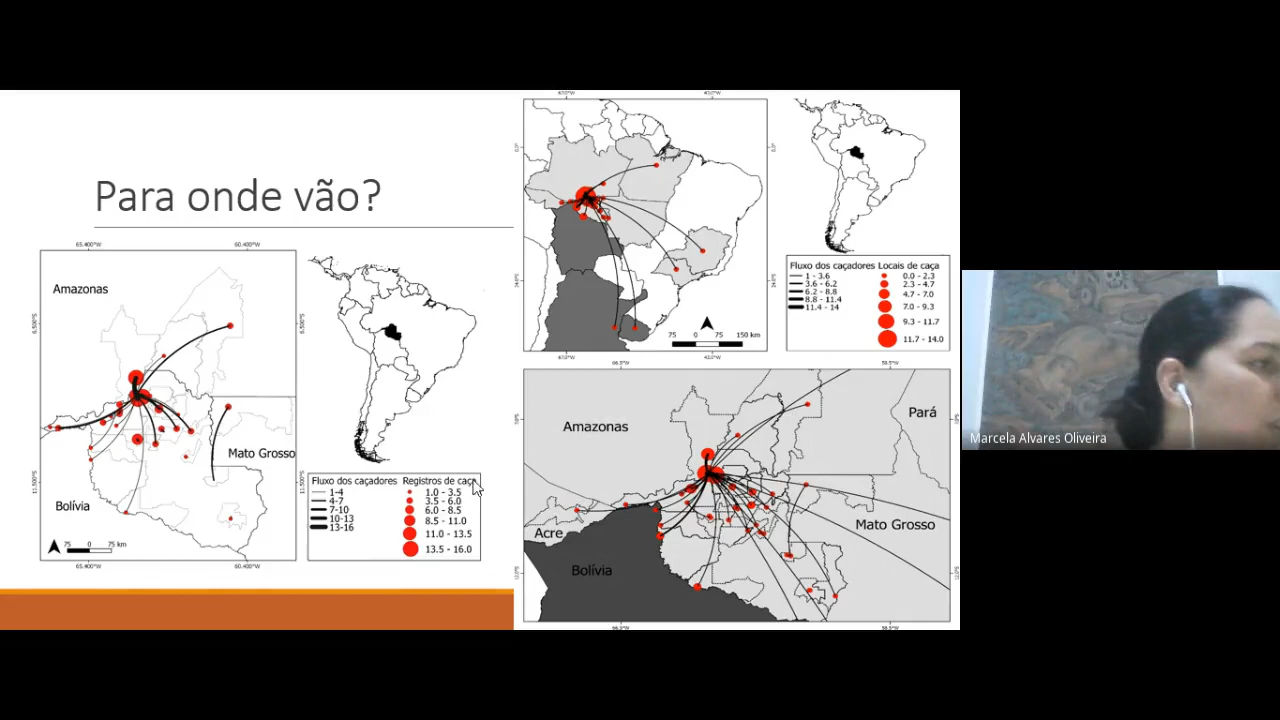 Para onde vão?
65.400°W
60.400°W
Amazonas
Mato Grosso
Bolívia
75 0 75 km
65.400°W
60.400°W
Fluxo dos caçadores Registros de caça
1-4 1.0 - 3.5
4-7 3.5 - 6.0
7-10 6.0 - 8.5
10-13 8.5 - 11.0
13-16 11.0 - 13.5
13.5 - 16.0
75 0 75 150 km
Fluxo dos caçadores Locais de caça
1 - 3.6 0.0 - 2.3
3.6 - 6.2 2.3 - 4.7
6.2 - 8.8 4.7 - 7.0
8.8 - 11.4 7.0 - 9.3
11.4 - 14 9.3 - 11.7
11.7 - 14.0
Amazonas
Pará
Acre
Mato Grosso
Bolívia
Marcela Alvares Oliveira